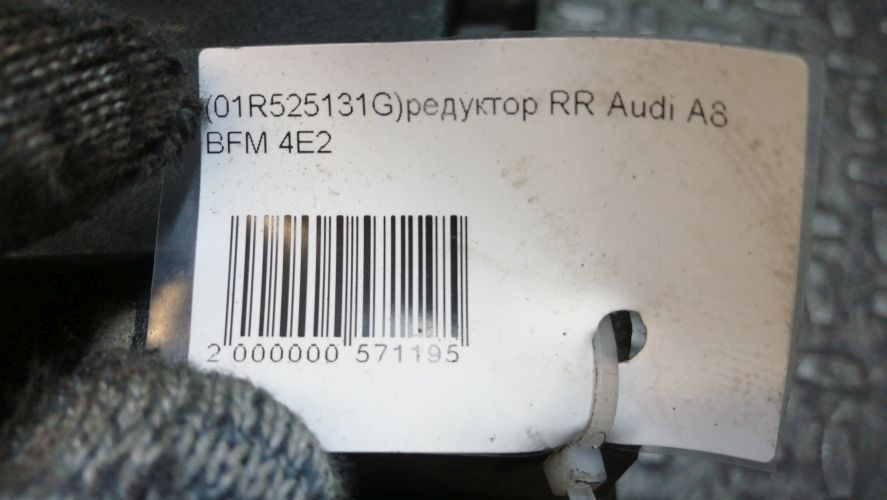 (01R525131G)редуктор RR Audi A8
BFM 4E2
2 000000 571195